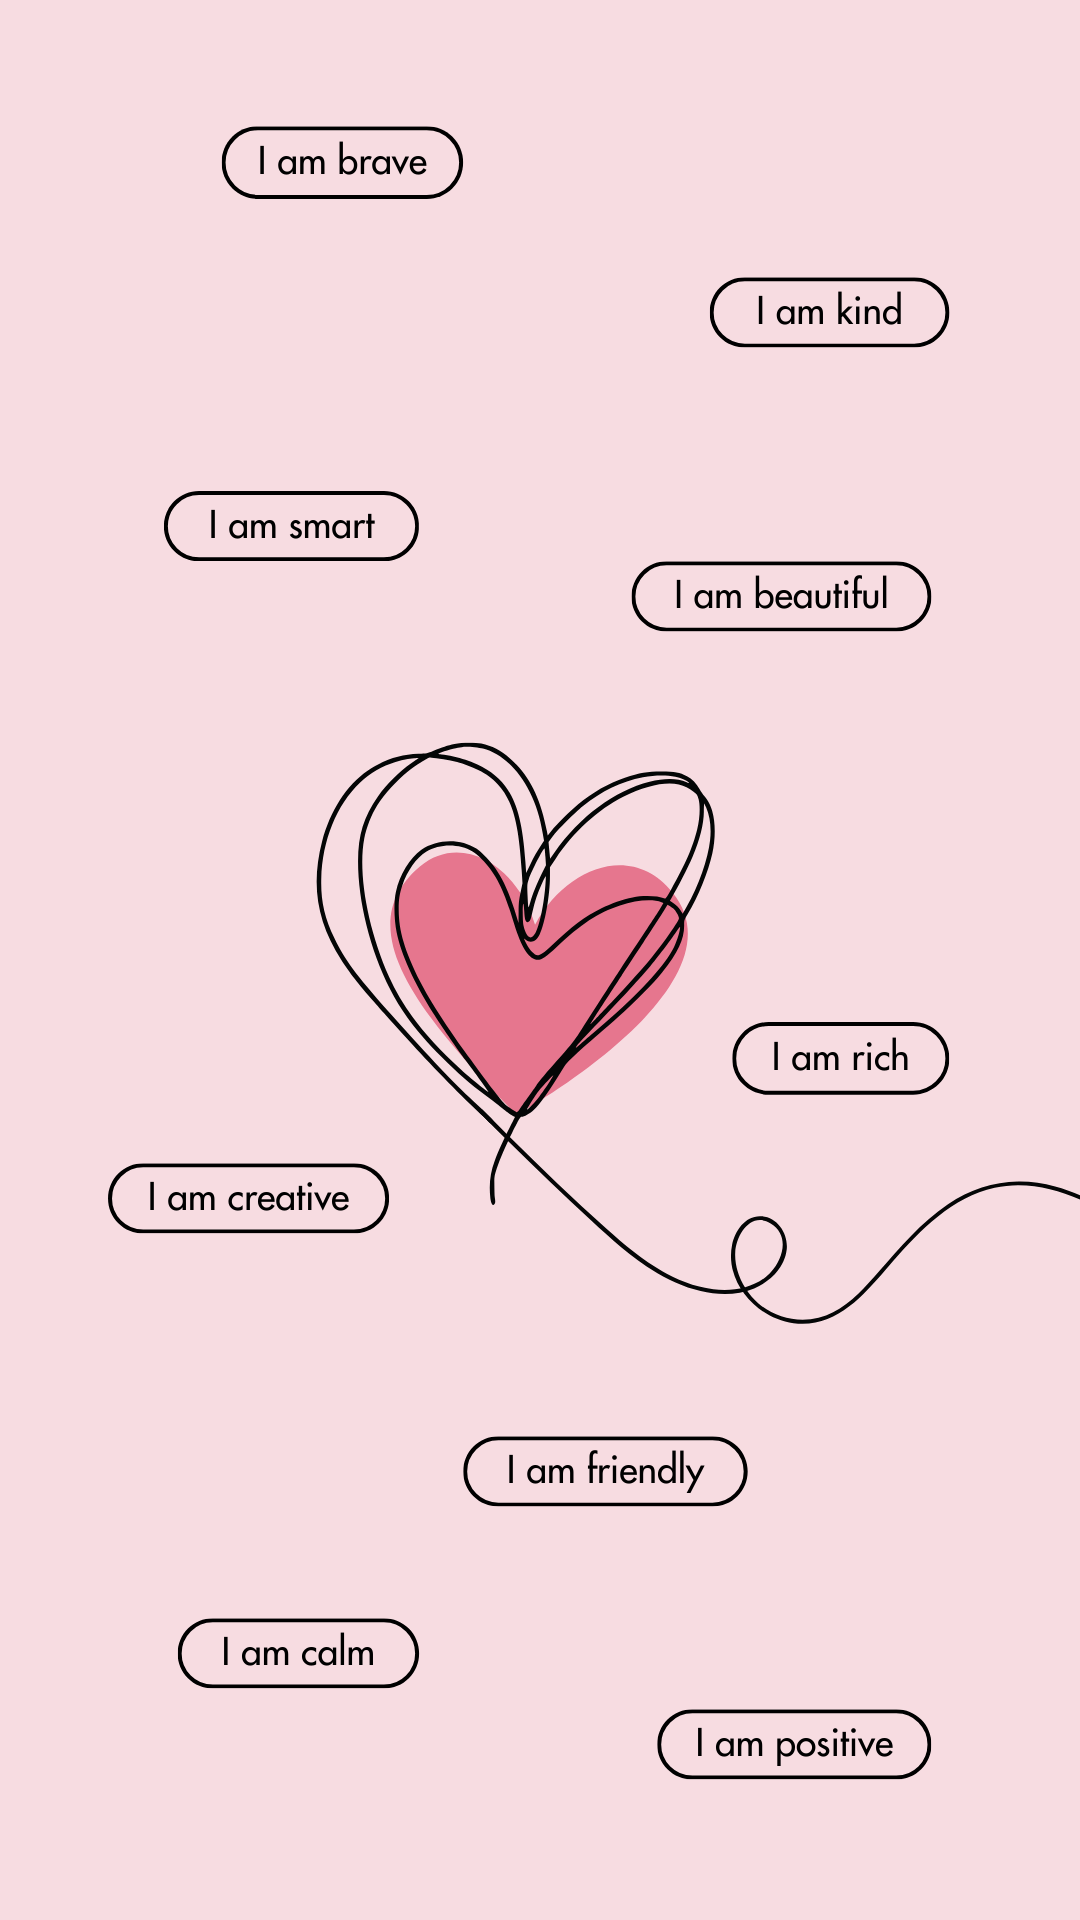 I am brave
I am kind
I am smart
I am beautiful
I am rich
I am creative
I am friendly
I am calm
I am positive